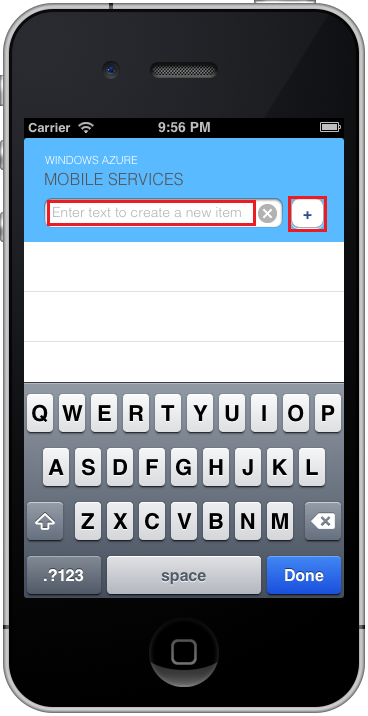 Carrier 9:56 PM
WINDOWS AZURE
MOBILE SERVICES
Enter text to create a new item +
Q W E R T Y U I O P
A S D F G H J K L
Z X C V B N M
.?123 space Done